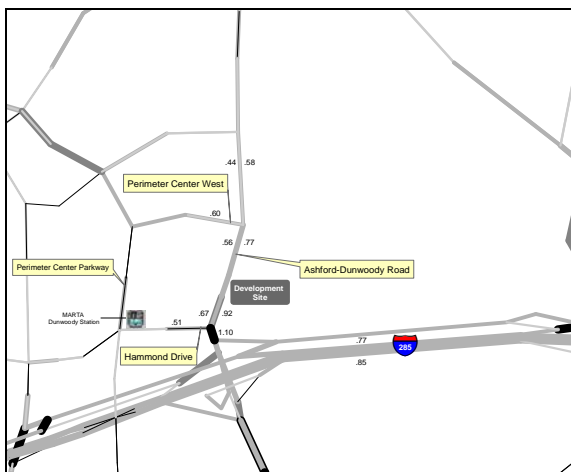 .44 .58
Perimeter Center West
.60
.56 .77
Perimeter Center Parkway
Ashford-Dunwoody Road
Development
Site
MARTA
Dunwoody Station
.67 .92
.51
1.10
Hammond Drive
.77
285
.85